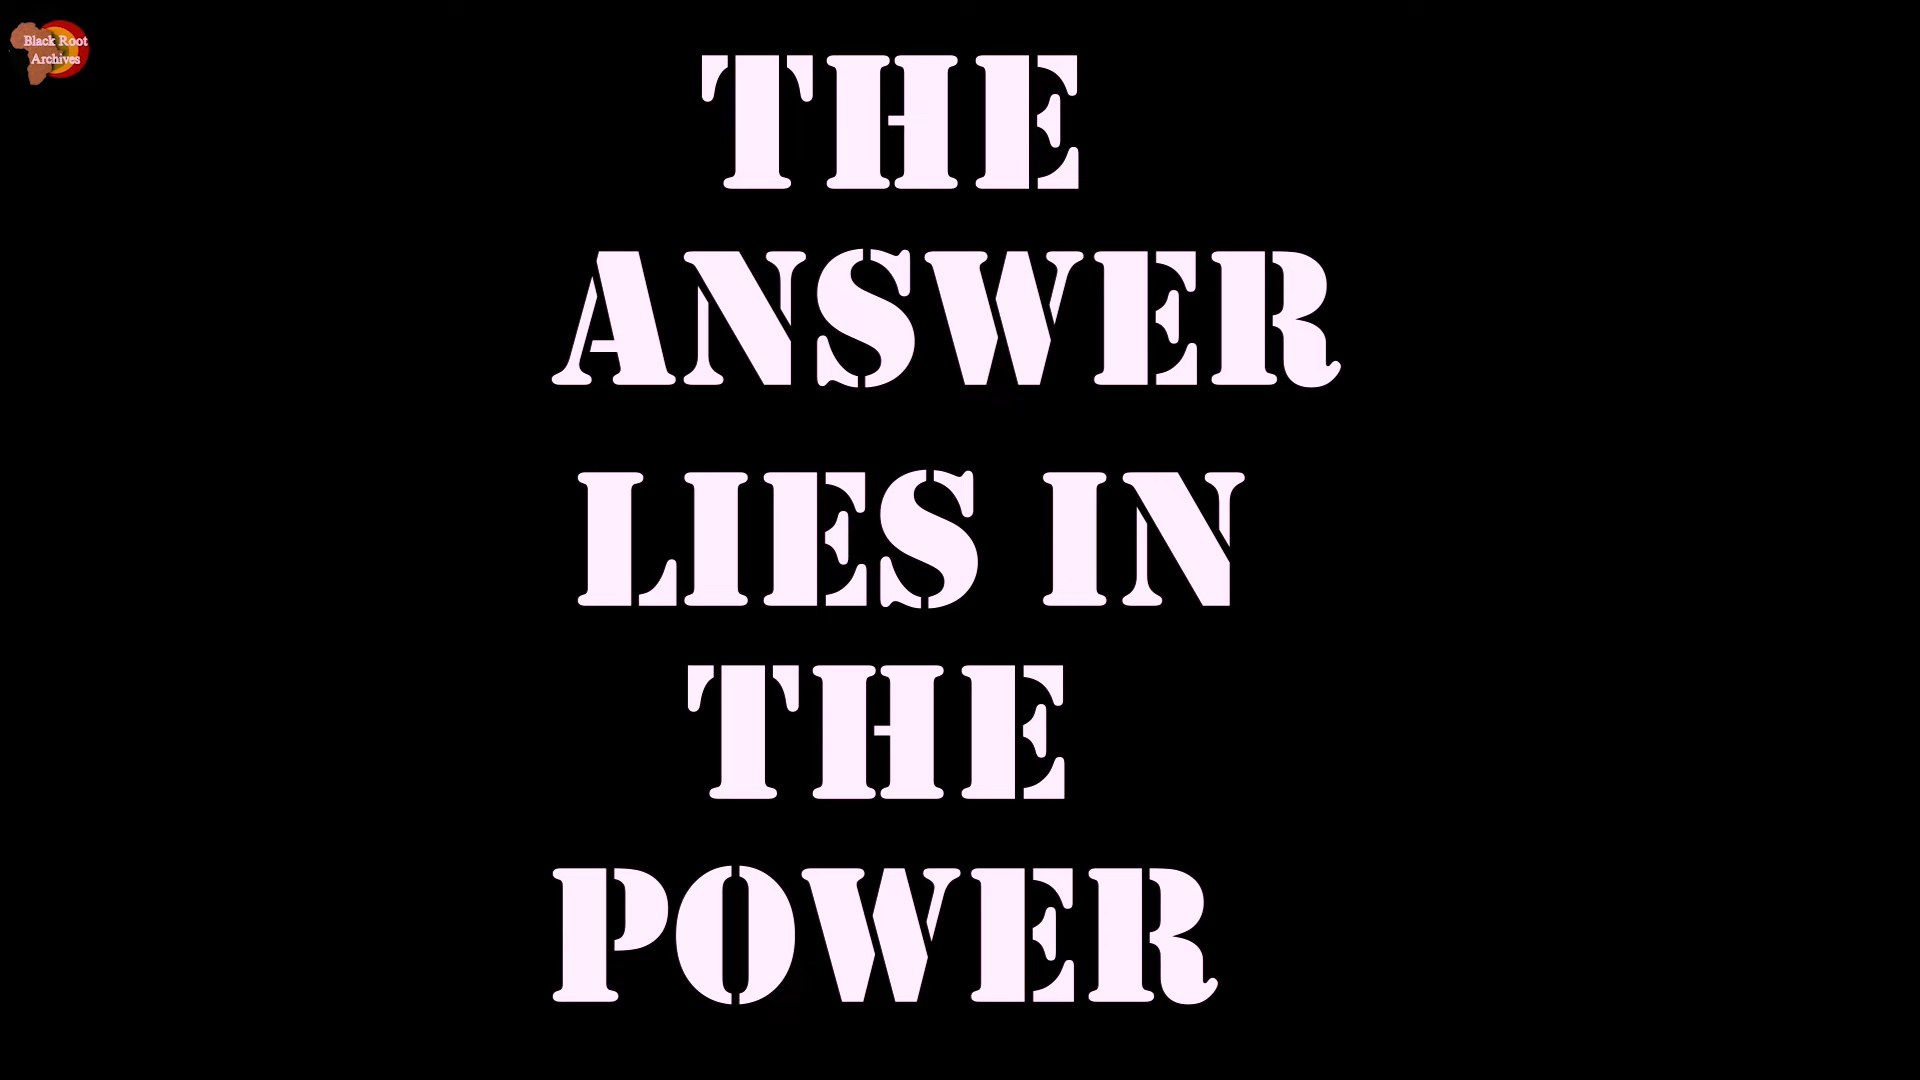 Black Root
Archives
THE
ANSWER
LIES IN
THE
POWER